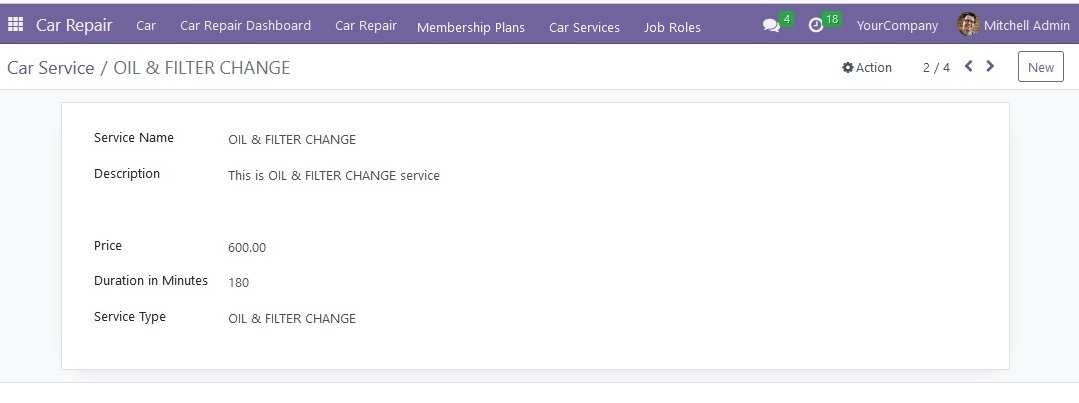 Car Repair Car Car Repair Dashboard Car Repair Membership Plans Car Services Job Roles 4 18 YourCompany Mitchell Admin
Car Service / OIL & FILTER CHANGE Action 2 / 4 New
Service Name OIL & FILTER CHANGE
Description This is OIL & FILTER CHANGE service
Price 600.00
Duration in Minutes 180
Service Type OIL & FILTER CHANGE